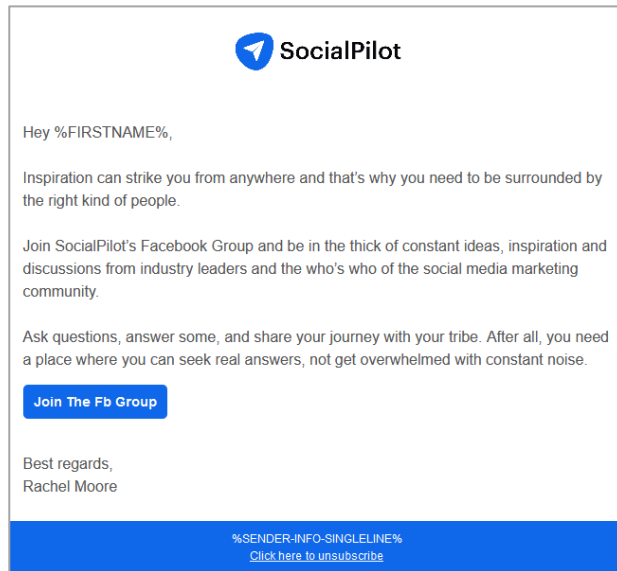 SocialPilot
Hey %FIRSTNAME%,
Inspiration can strike you from anywhere and that's why you need to be surrounded by
the right kind of people.
Join SocialPilot's Facebook Group and be in the thick of constant ideas, inspiration and
discussions from industry leaders and the who's who of the social media marketing
community.
Ask questions, answer some, and share your journey with your tribe. After all, you need
a place where you can seek real answers, not get overwhelmed with constant noise.
Join The Fb Group
Best regards,
Rachel Moore
%SENDER-INFO-SINGLELINE%
Click here to unsubscribe